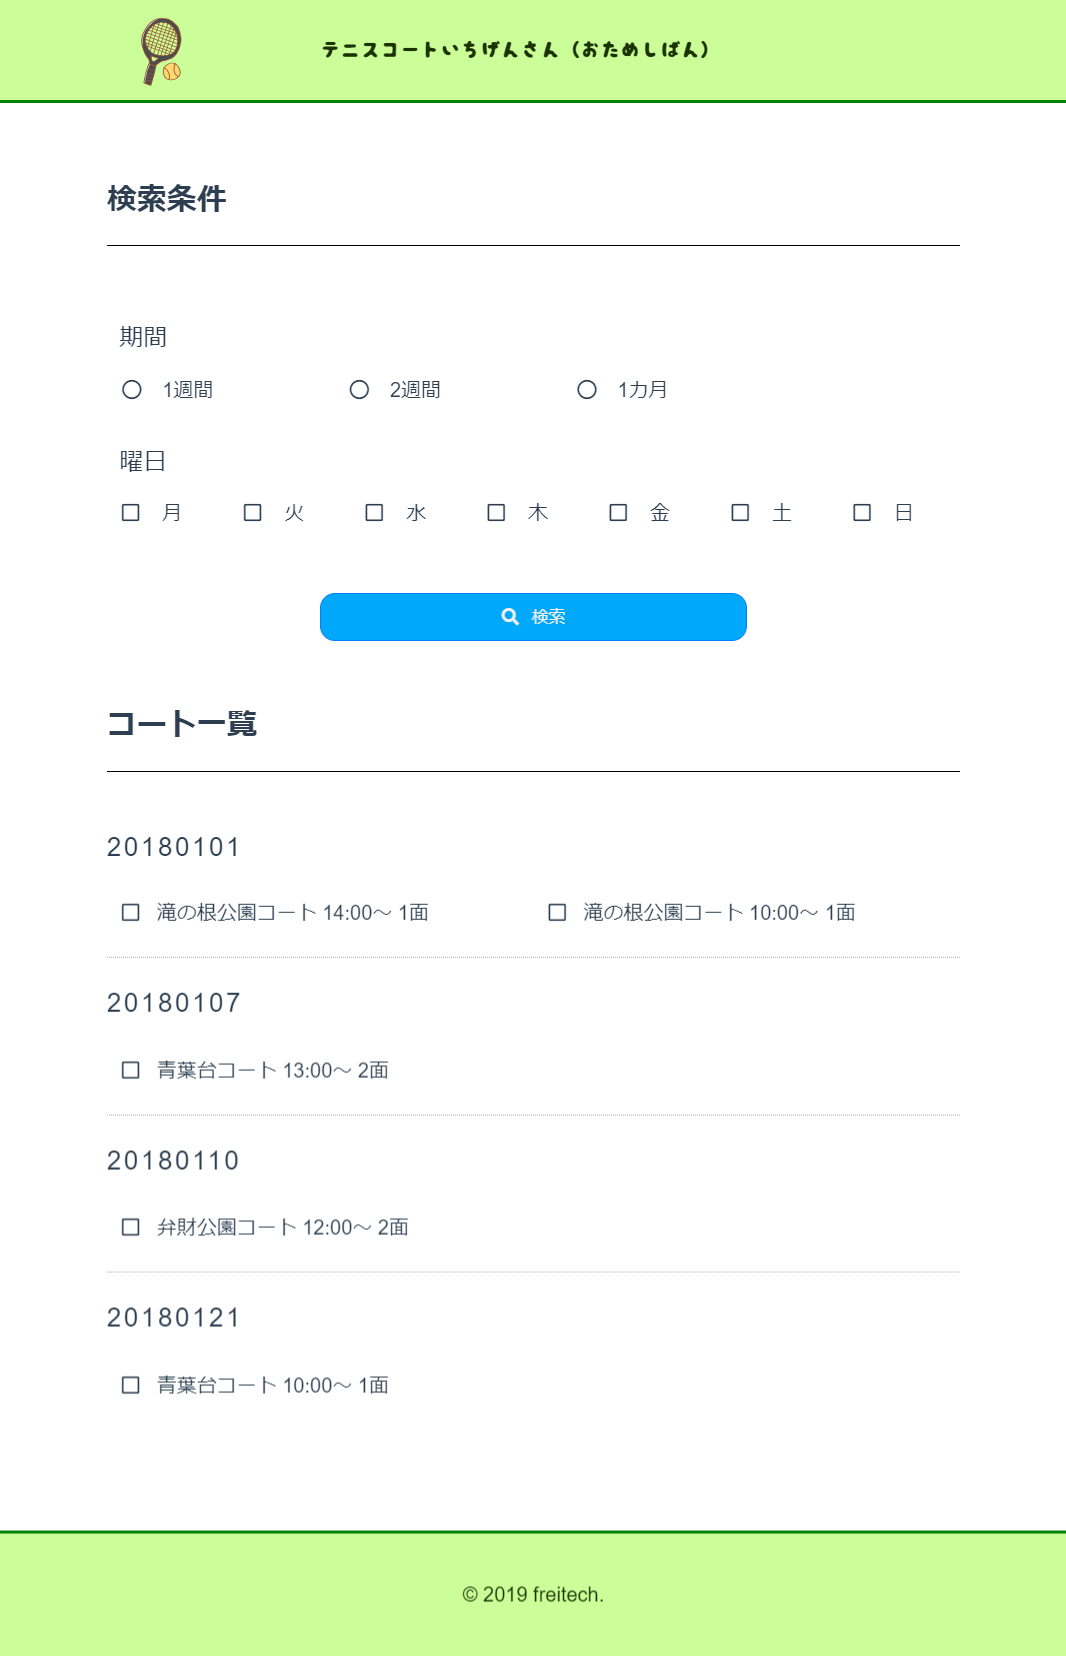 テニスコートいちげんさん（おためしばん）
検索条件
期間
1週間 2週間 1カ月
曜日
月 火 水 木 金 土 日
検索
コート一覧
20180101
滝の根公園コート 14:00〜 1面 滝の根公園コート 10:00〜 1面
20180107
青葉台コート 13:00〜 2面
20180110
弁財公園コート 12:00〜 2面
20180121
青葉台コート 10:00〜 1面
© 2019 freitech.